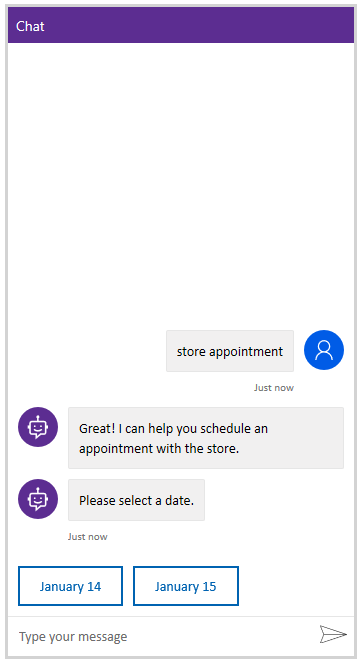 Chat
store appointment
Just now
Great! I can help you schedule an
appointment with the store.
Please select a date.
Just now
January 14
January 15
Type your message